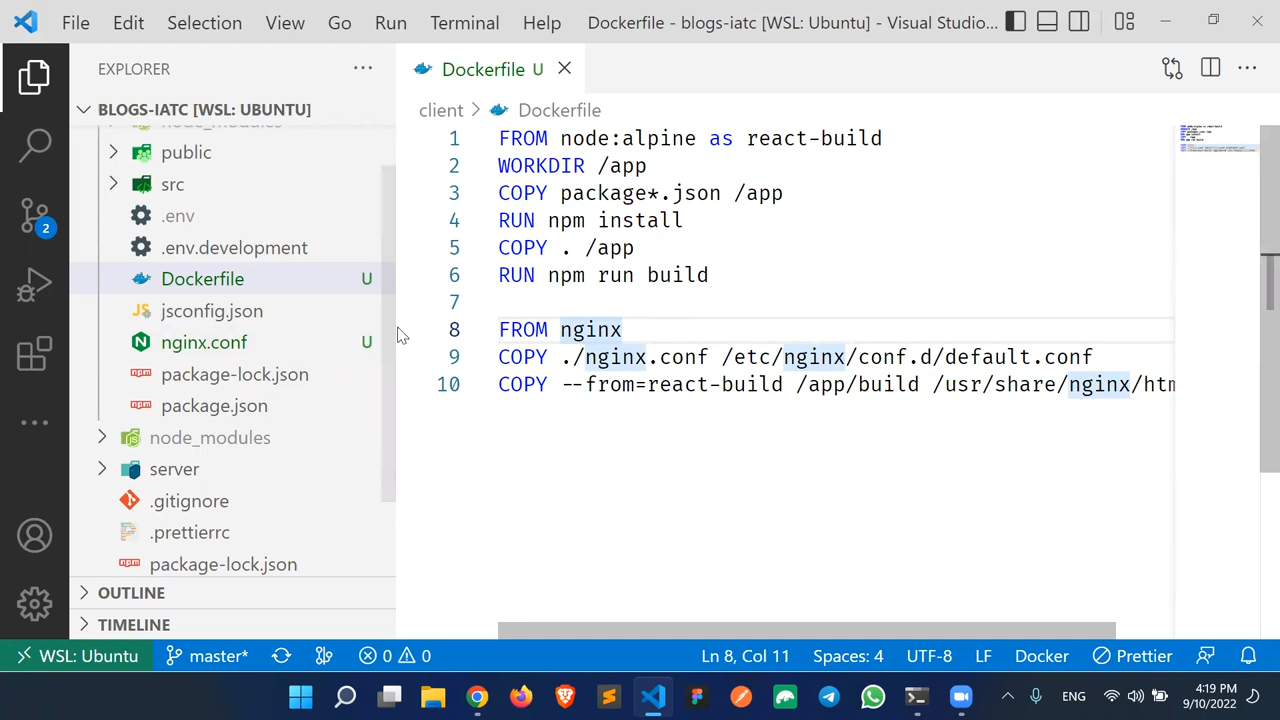 File Edit Selection View Go Run Terminal Help Dockerfile - blogs-iatc [WSL: Ubuntu] - Visual Studio...
EXPLORER
Dockerfile U
BLOGS-IATC [WSL: UBUNTU]
client > Dockerfile
node_modules
public
src
.env
.env.development
Dockerfile U
jsconfig.json
nginx.conf U
package-lock.json
package.json
node_modules
server
.gitignore
.prettierrc
package-lock.json
OUTLINE
TIMELINE
2
1 FROM node:alpine as react-build
2 WORKDIR /app
3 COPY package*.json /app
4 RUN npm install
5 COPY . /app
6 RUN npm run build
7
8 FROM nginx
9 COPY ./nginx.conf /etc/nginx/conf.d/default.conf
10 COPY --from=react-build /app/build /usr/share/nginx/htm
WSL: Ubuntu master* 0 0 Ln 8, Col 11 Spaces: 4 UTF-8 LF Docker Prettier
ENG 4:19 PM
9/10/2022